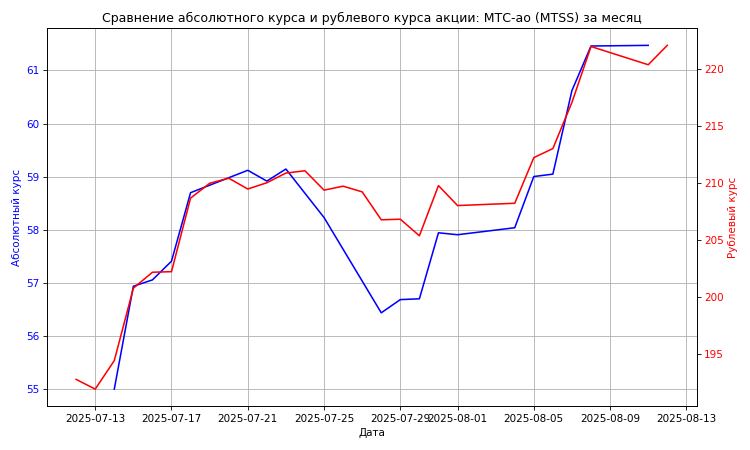 Сравнение абсолютного курса и рублевого курса акции: МТС-ао (MTSS) за месяц
Абсолютный курс
61
60
59
58
57
56
55
220
215
210
205
200
195
Рублевый курс
2025-07-13 2025-07-17 2025-07-21 2025-07-25 2025-07-29 2025-08-01 2025-08-05 2025-08-09 2025-08-13
Дата